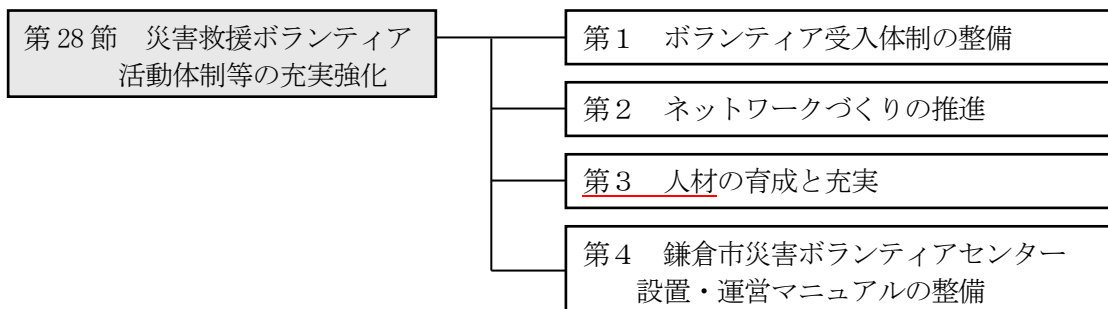 第28節　災害救援ボランティア
活動体制等の充実強化
第１　ボランティア受入体制の整備
第２　ネットワークづくりの推進
第３　人材の育成と充実
第４　鎌倉市災害ボランティアセンター
設置・運営マニュアルの整備